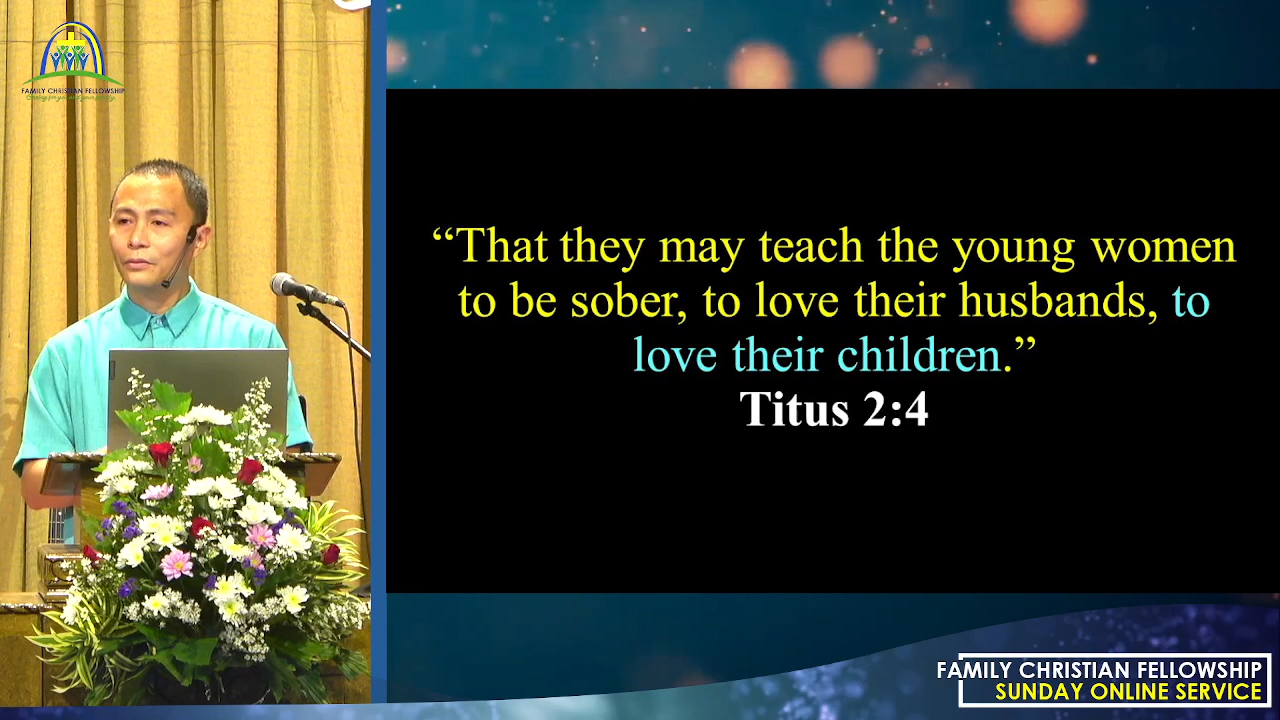 FAMILY CHRISTIAN FELLOWSHIP
“That they may teach the young women
to be sober, to love their husbands, to
love their children.”
Titus 2:4
FAMILY CHRISTIAN FELLOWSHIP
SUNDAY ONLINE SERVICE